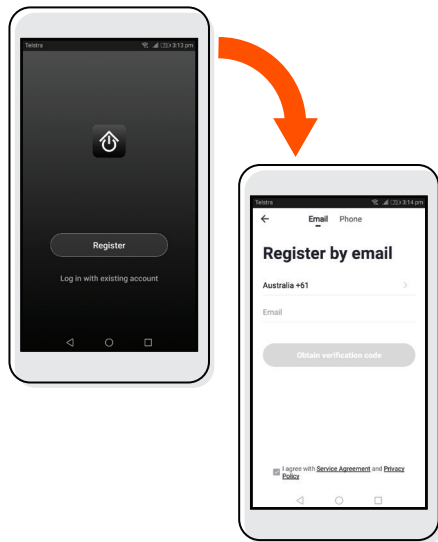 Telstra 3:13 pm
Register
Log in with existing account
Telstra 3:14 pm
Email Phone
Register by email
Australia +61
Email
Obtain verification code
I agree with Service Agreement and Privacy
Policy